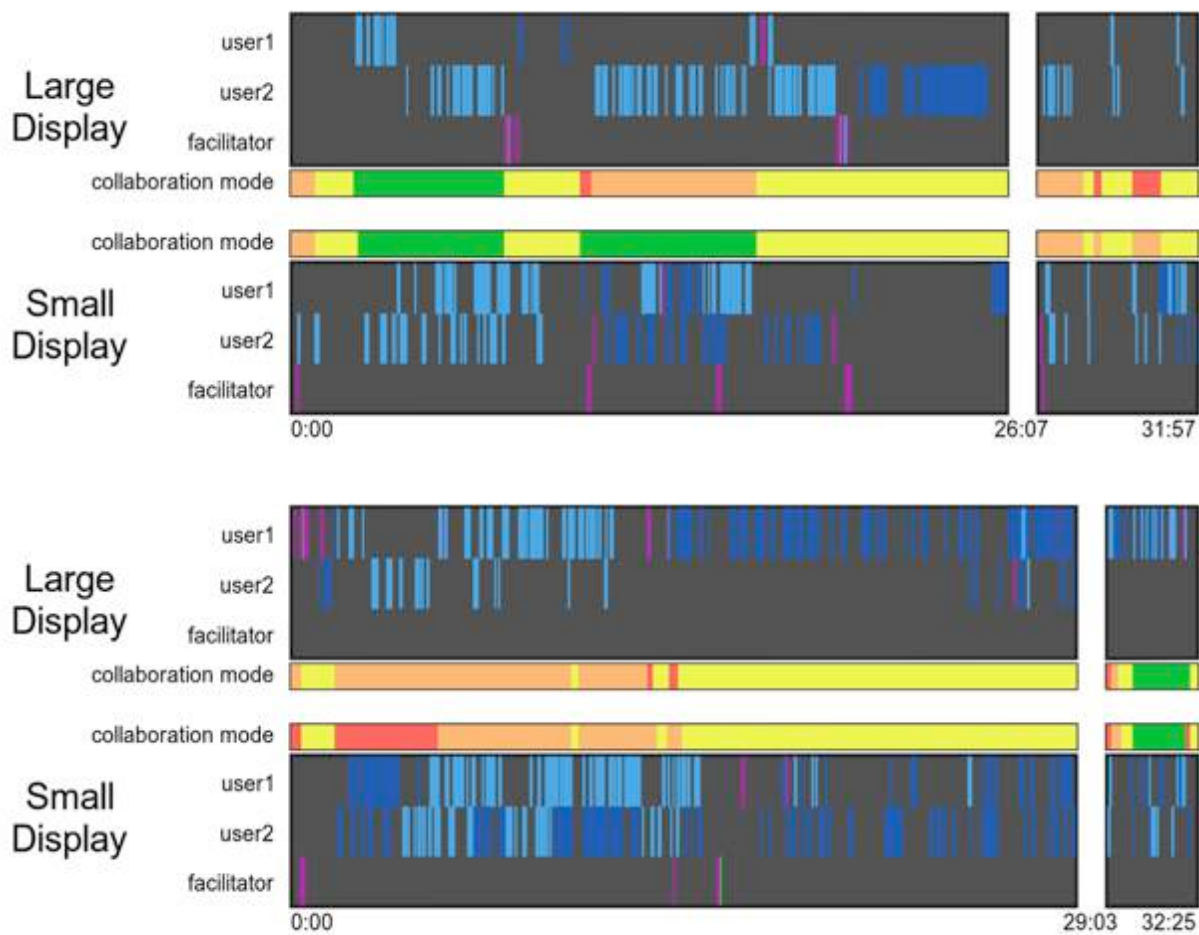 user1
Large
Display
user2
facilitator
collaboration mode
collaboration mode
user1
Small
Display
user2
facilitator
0:00 26:07 31:57
user1
Large
Display
user2
facilitator
collaboration mode
collaboration mode
user1
Small
Display
user2
facilitator
0:00 29:03 32:25